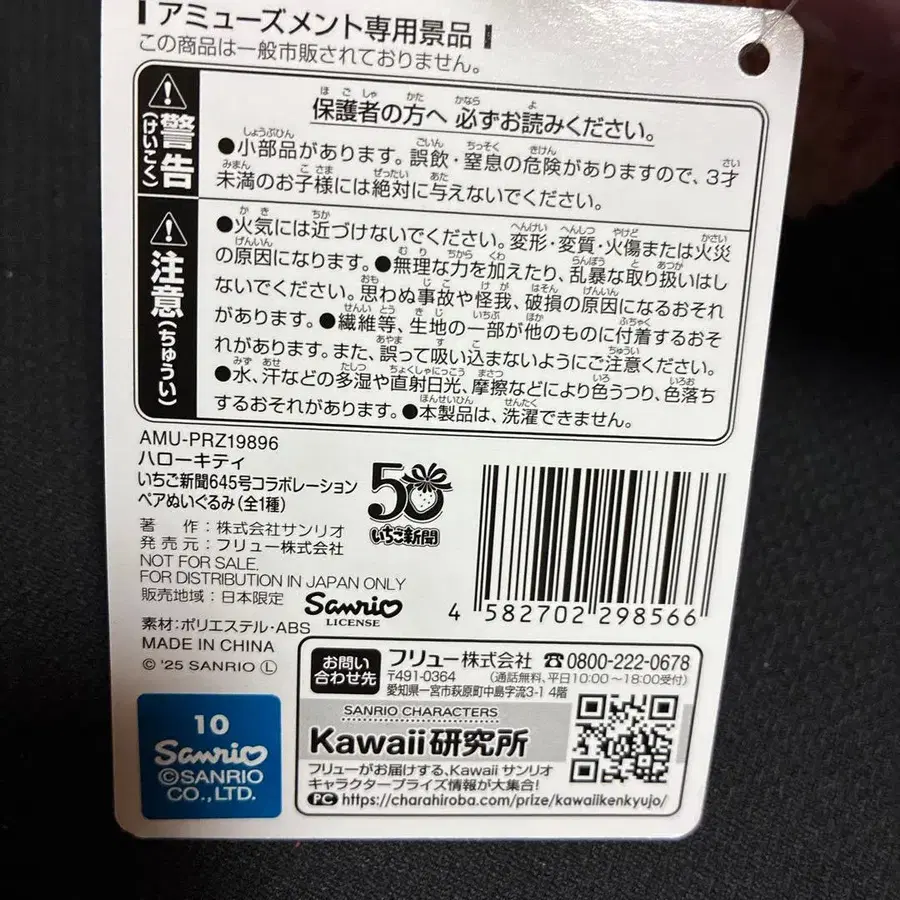 アミューズメント専用景品
この商品は一般市販されておりません。
警告(けいこく)
保護者の方へ 必ずお読みください。
●小部品があります。誤飲・窒息の危険がありますので、3才
未満のお子様には絶対に与えないでください。
注意(ちゅうい)
●火気には近づけないでください。変形・変質・火傷または火災
の原因になります。●無理な力を加えたり、乱暴な取り扱いはし
ないでください。思わぬ事故や怪我、破損の原因になるおそれ
があります。●繊維等、生地の一部が他のものに付着するおそ
れがあります。また、誤って吸い込まないようにご注意ください。
●水、汗などの多湿や直射日光、摩擦などにより色うつり、色落ち
するおそれがあります。●本製品は、洗濯できません。
AMU-PRZ19896
ハローキティ
いちご新聞645号コラボレーション
ペアぬいぐるみ(全1種)
50
いちご新聞
著 作:株式会社サンリオ
発売元:フリュー株式会社
NOT FOR SALE.
FOR DISTRIBUTION IN JAPAN ONLY
販売地域:日本限定
Sanrio
LICENSE
4 582702 298566
素材:ポリエステル・ABS
MADE IN CHINA
© '25 SANRIO Ⓛ
お問い
合わせ先
フリュー株式会社 ☎0800-222-0678
〒491-0364 (通話無料、平日10:00~18:00受付)
愛知県一宮市萩原町中島字流3-1 4階
SANRIO CHARACTERS
Kawaii研究所
フリューがお届けする、Kawaii サンリオ
キャラクタープライズ情報が大集合!
PC https://charahiroba.com/prize/kawaiikenkyujo/
10
Sanrio
©SANRIO
CO.,LTD.